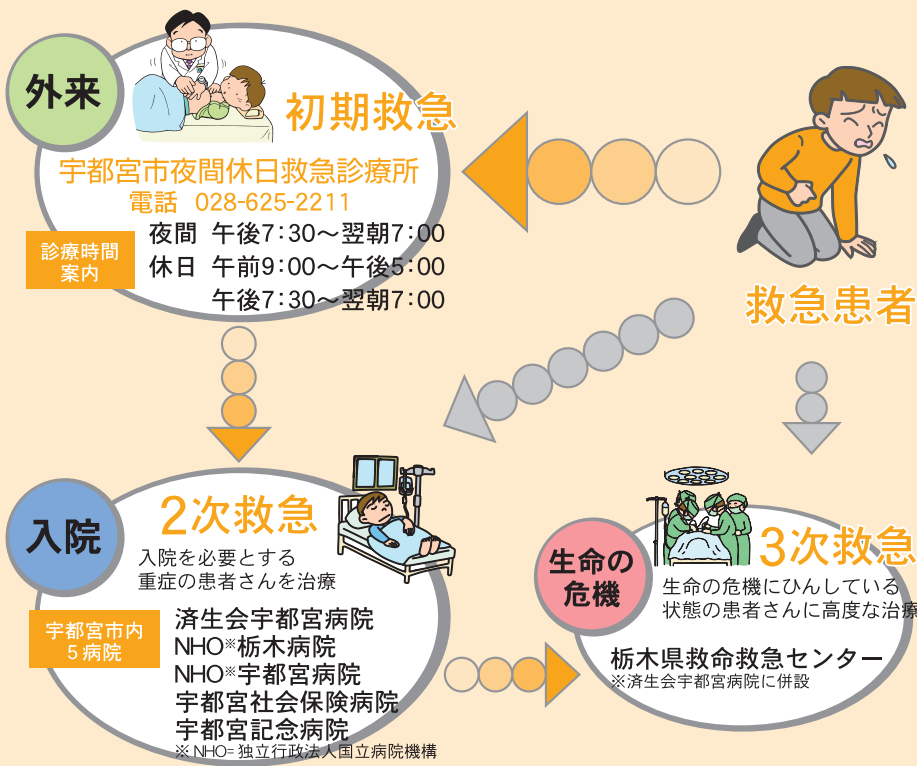 外来
初期救急
宇都宮市夜間休日救急診療所
電話 028-625-2211
診療時間
案内
夜間 午後7:30〜翌朝7:00
休日 午前9:00〜午後5:00
午後7:30〜翌朝7:00
救急患者
入院
2次救急
入院を必要とする
重症の患者さんを治療
宇都宮市内
5病院
済生会宇都宮病院
NHO※栃木病院
NHO※宇都宮病院
宇都宮社会保険病院
宇都宮記念病院
※NHO=独立行政法人国立病院機構
生命の
危機
3次救急
生命の危機にひんしている
状態の患者さんに高度な治療
栃木県救命救急センター
※済生会宇都宮病院に併設